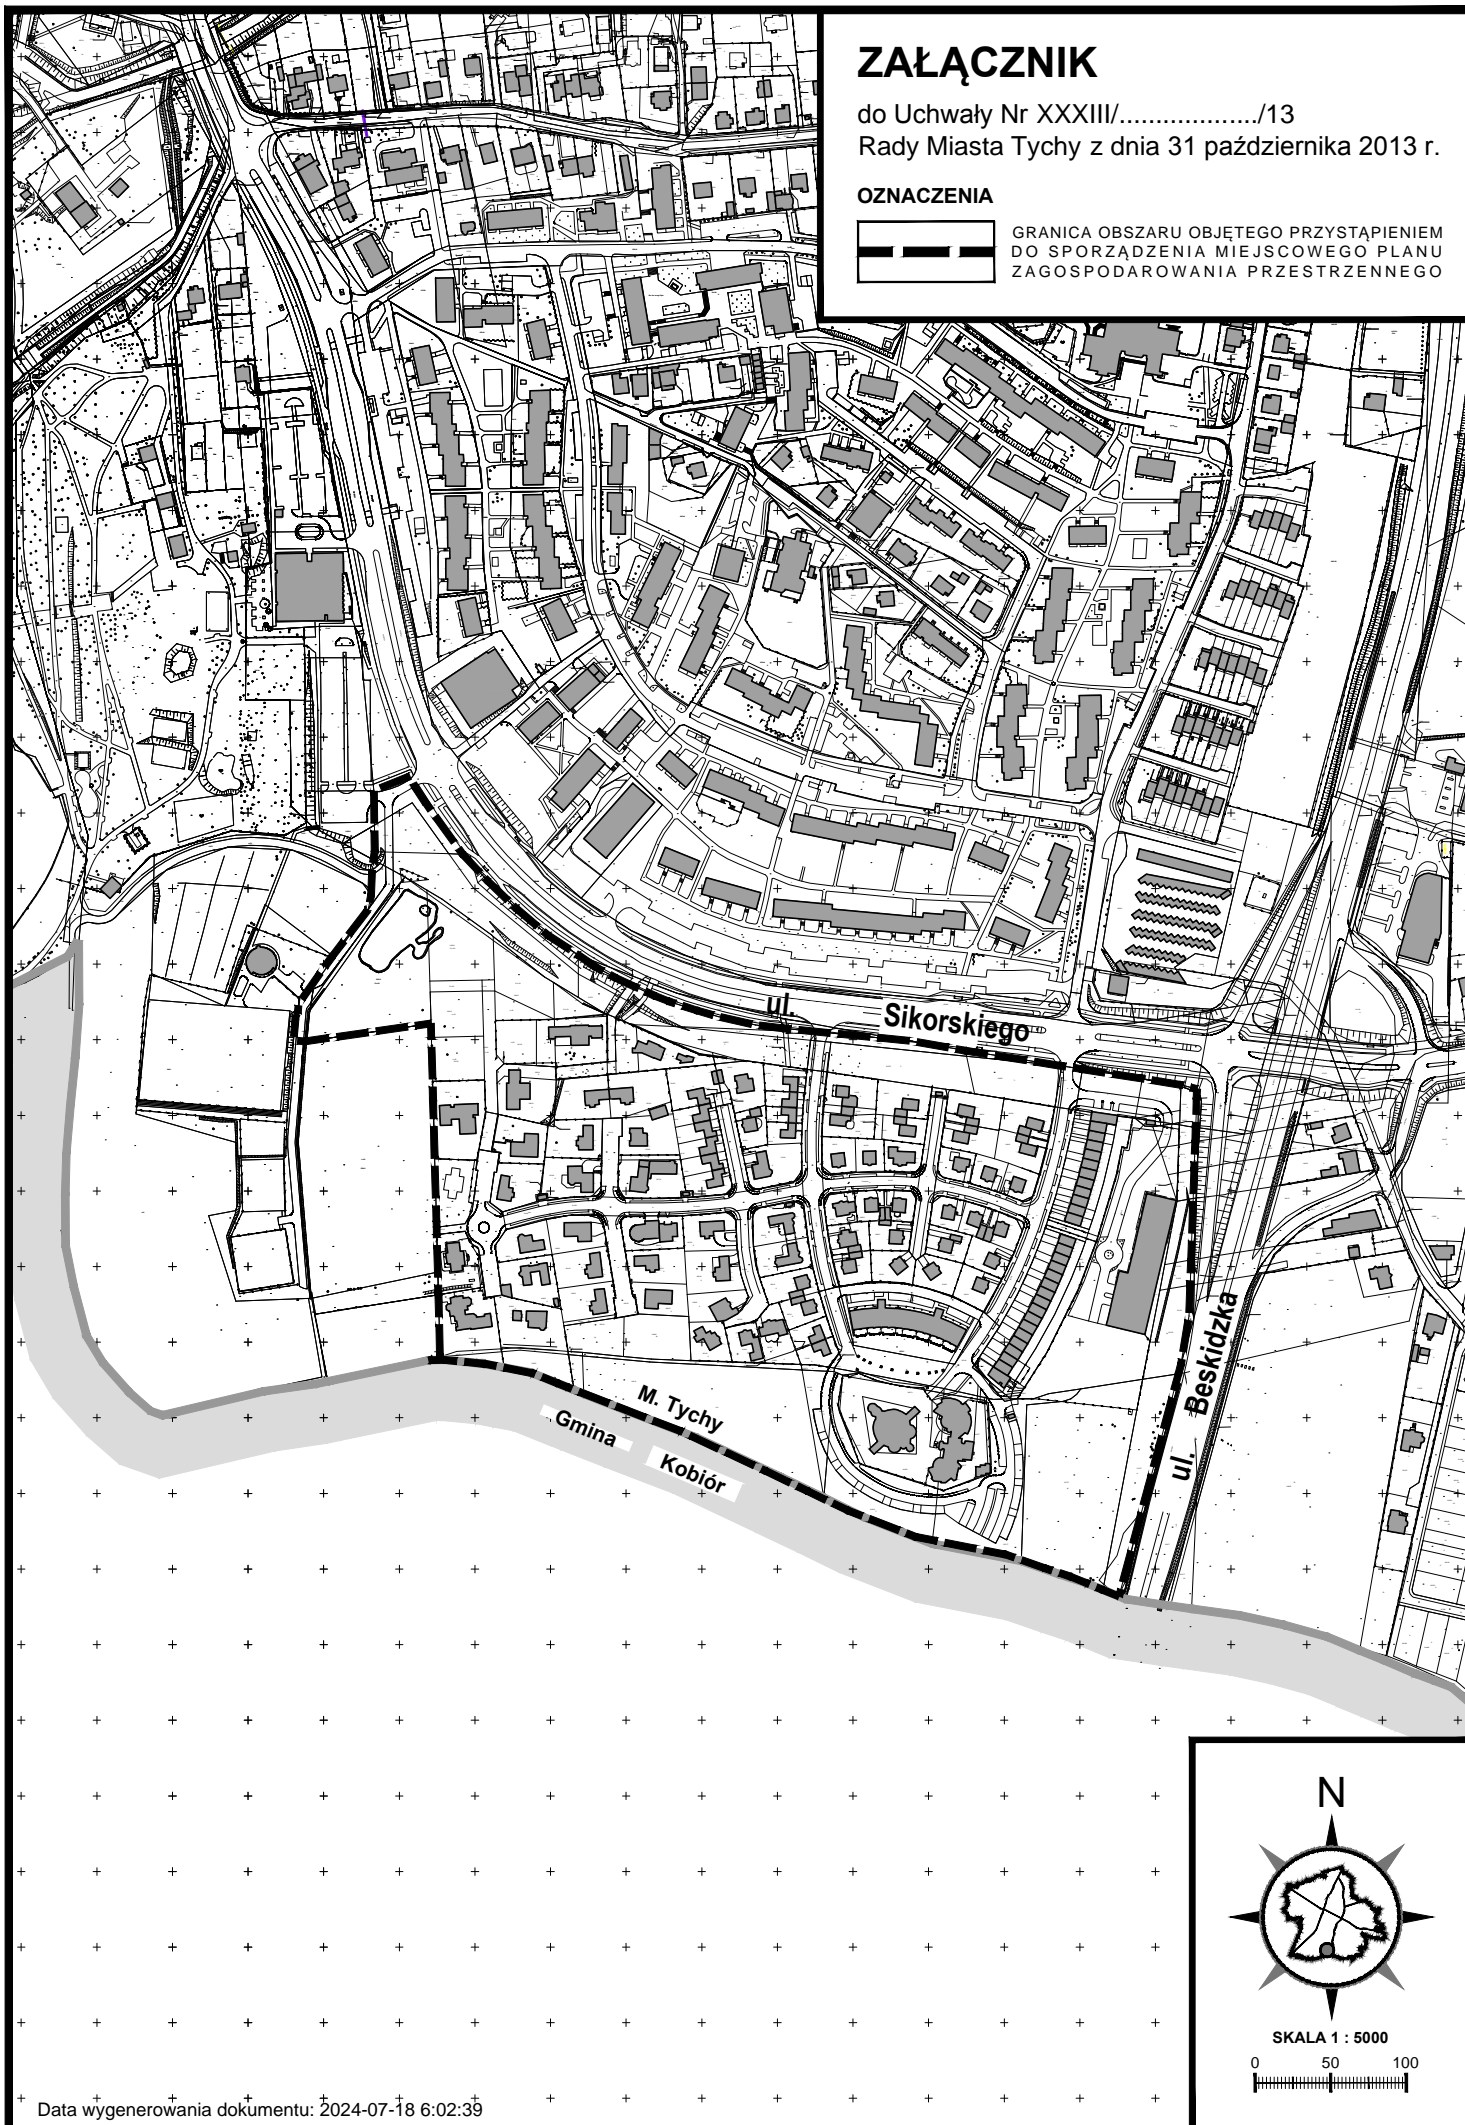 ZAŁĄCZNIK
do Uchwały Nr XXXIII/.................../13
Rady Miasta Tychy z dnia 31 października 2013 r.
OZNACZENIA
GRANICA OBSZARU OBJĘTEGO PRZYSTĄPIENIEM
DO SPORZĄDZENIA MIEJSCOWEGO PLANU
ZAGOSPODAROWANIA PRZESTRZENNEGO
ul. Sikorskiego
ul. Beskidzka
M. Tychy
Gmina Kobiór
N
SKALA 1 : 5000
0 50 100
Data wygenerowania dokumentu: 2024-07-18 6:02:39